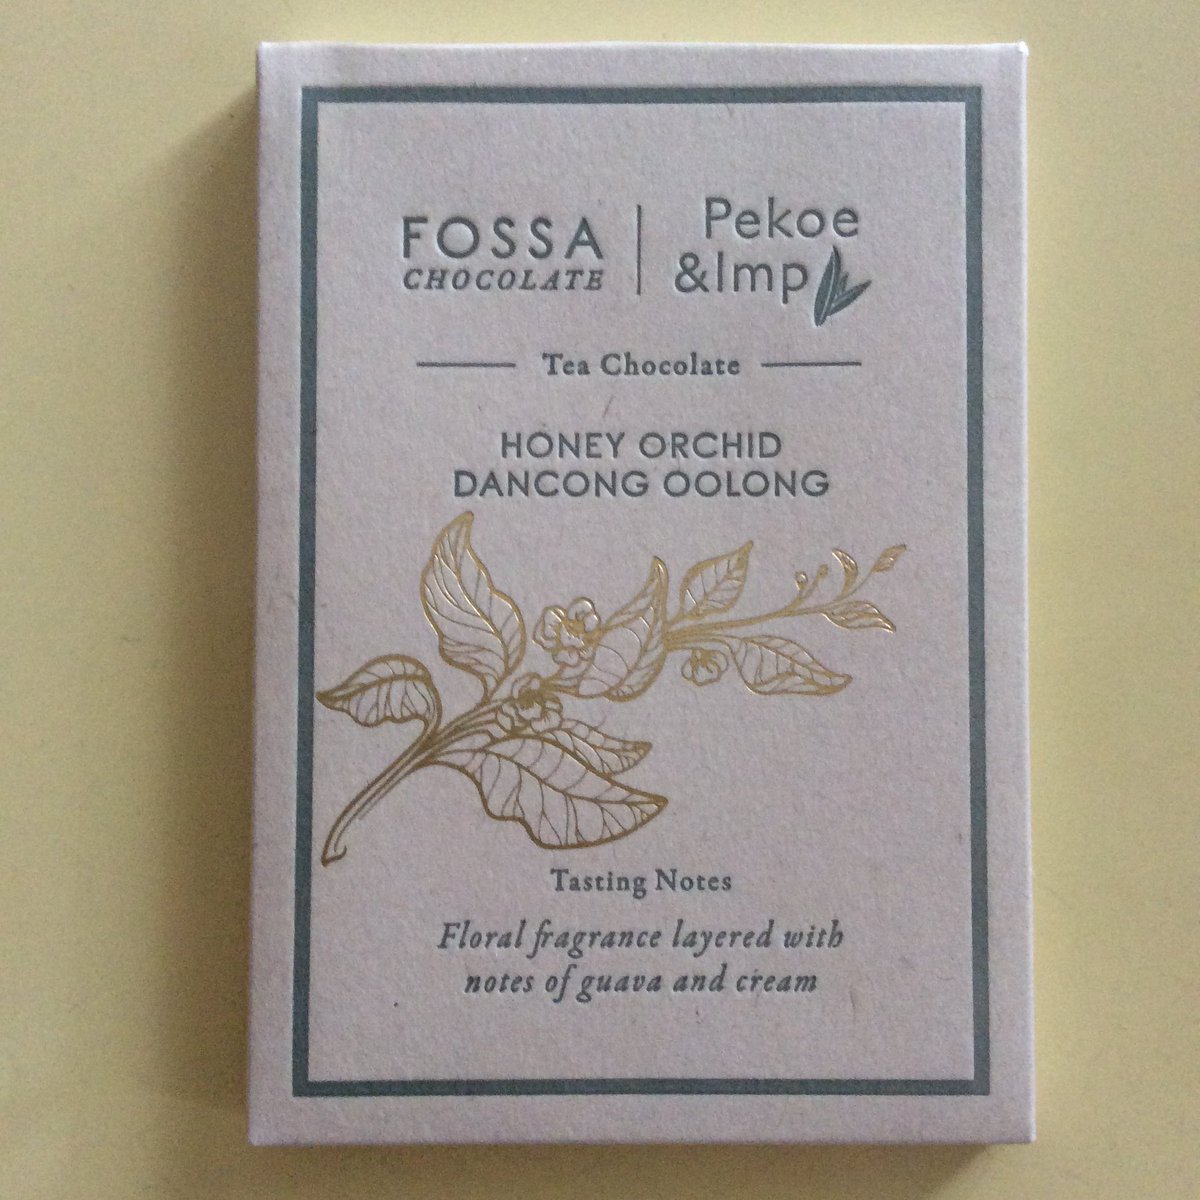 FOSSA
CHOCOLATE
Pekoe
&Imp
Tea Chocolate
HONEY ORCHID
DANCONG OOLONG
Tasting Notes
Floral fragrance layered with
notes of guava and cream